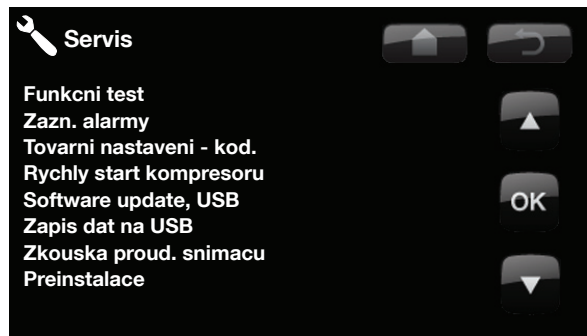 Servis
Funkcni test
Zazn. alarmy
Tovarni nastaveni - kod.
Rychly start kompresoru
Software update, USB
OK
Zapis dat na USB
Zkouska proud. snimacu
Preinstalace